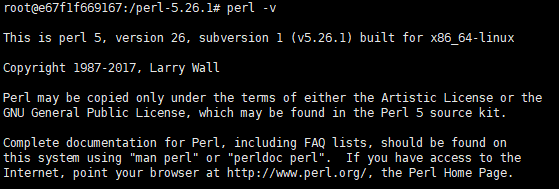 root@e67f1f669167:/perl-5.26.1# perl -v
This is perl 5, version 26, subversion 1 (v5.26.1) built for x86_64-linux
Copyright 1987-2017, Larry Wall
Perl may be copied only under the terms of either the Artistic License or the
GNU General Public License, which may be found in the Perl 5 source kit.
Complete documentation for Perl, including FAQ lists, should be found on
this system using "man perl" or "perldoc perl".  If you have access to the
Internet, point your browser at http://www.perl.org/, the Perl Home Page.